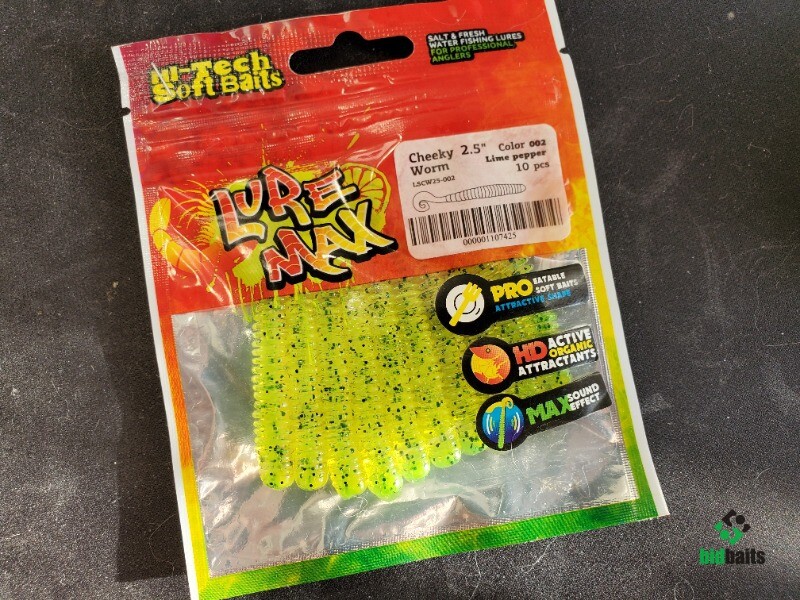 Hi-Tech
Soft Baits
SALT & FRESH
WATER FISHING LURES
FOR PROFESSIONAL
ANGLERS
LURE
MAX
Cheeky 2.5" Color 002
Worm Lime pepper
LSCW25-002 10 pcs
000001107425
PRO EATABLE
SOFT BAITS
ATTRACTIVE SHAPE
HD ACTIVE
ORGANIC
ATTRACTANTS
MAX SOUND
EFFECT
bidbaits